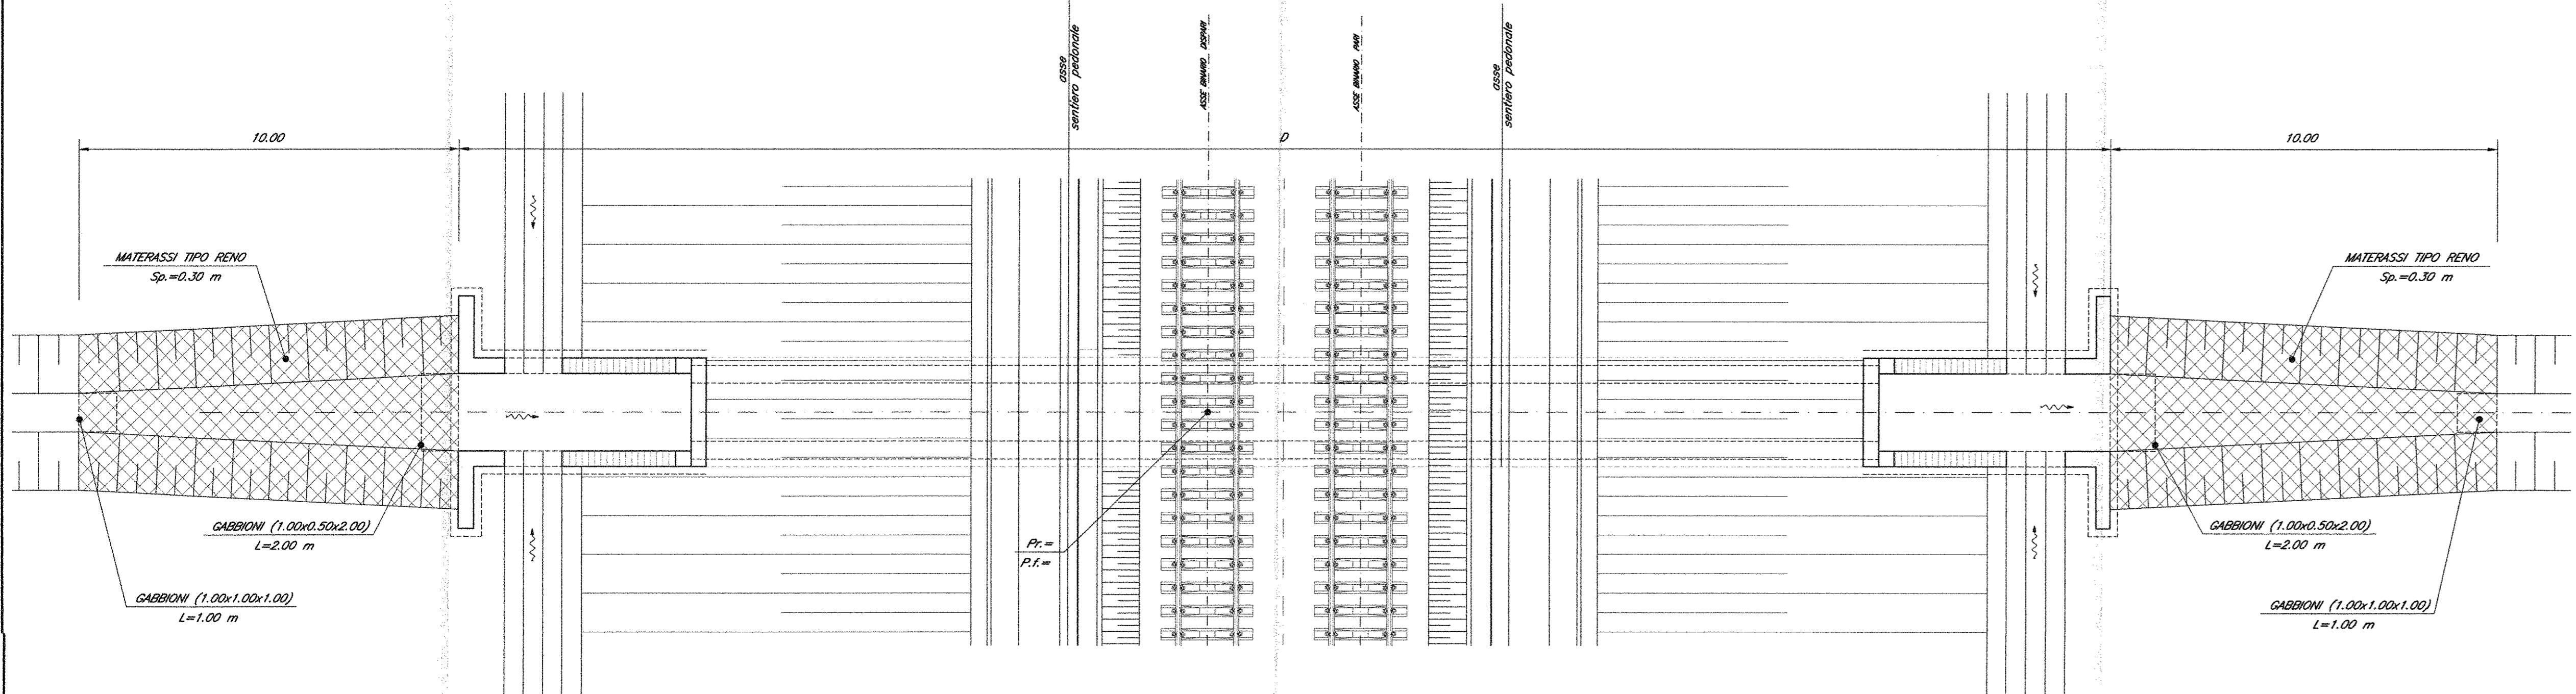 asse
sentiero pedonale
ASSE BINARIO DISPARI
ASSE BINARIO PARI
asse
sentiero pedonale
10.00
D
10.00
MATERASSI TIPO RENO
Sp.=0.30 m
MATERASSI TIPO RENO
Sp.=0.30 m
GABBIONI (1.00x0.50x2.00)
L=2.00 m
GABBIONI (1.00x0.50x2.00)
L=2.00 m
Pr.=
P.f.=
GABBIONI (1.00x1.00x1.00)
L=1.00 m
GABBIONI (1.00x1.00x1.00)
L=1.00 m